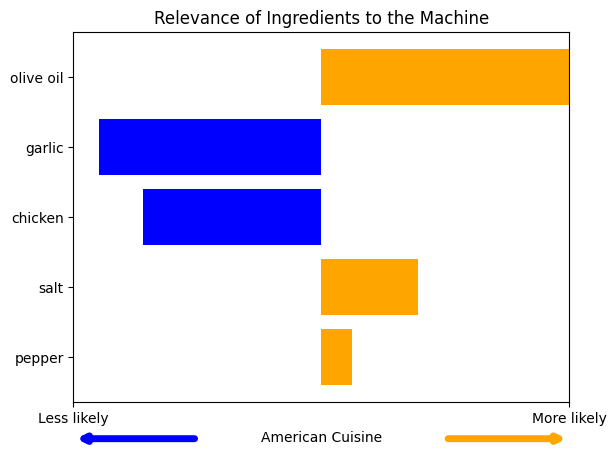 Relevance of Ingredients to the Machine
olive oil
garlic
chicken
salt
pepper
Less likely
More likely
American Cuisine